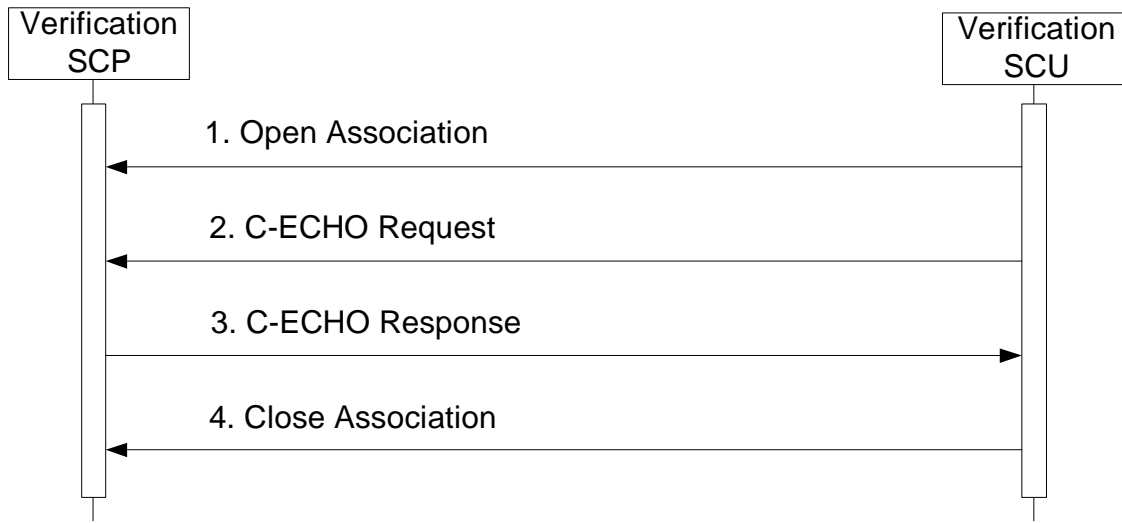 Verification
SCP
Verification
SCU
1. Open Association
2. C-ECHO Request
3. C-ECHO Response
4. Close Association